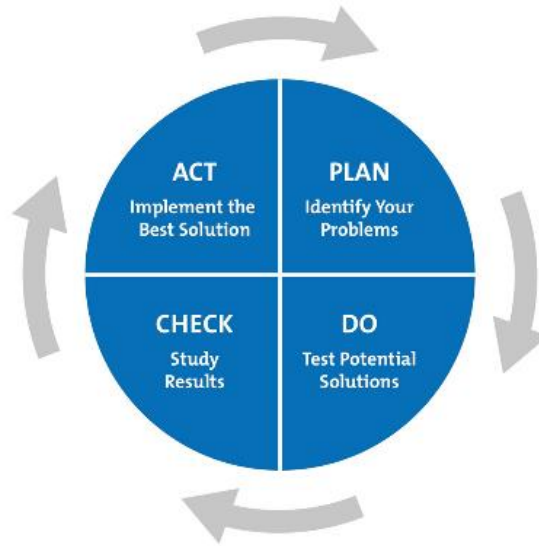 ACT
Implement the
Best Solution
PLAN
Identify Your
Problems
CHECK
Study
Results
DO
Test Potential
Solutions